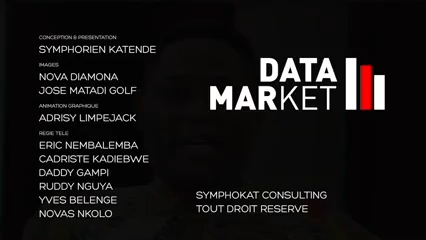 CONCEPTION & PRESENTATION
SYMPHORIEN KATENDE
IMAGES
NOVA DIAMONA
JOSE MATADI GOLF
ANIMATION GRAPHIQUE
ADRISY LIMPEJACK
REGIE TELE
ERIC NEMBALEMBA
CADRISTE KADIEBWE
DADDY GAMPI
RUDDY NGUYA
YVES BELENGE
NOVAS NKOLO
DATA
MARKET
SYMPHOKAT CONSULTING
TOUT DROIT RESERVE